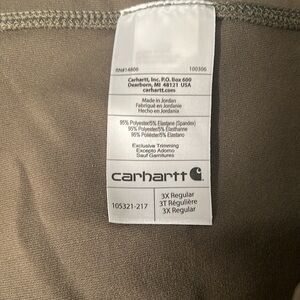 RN#14806 100306
Carhartt, Inc. P.O. Box 600
Dearborn, MI 48121 USA
carhartt.com
Made in Jordan
Fabriqué en Jordanie
Hecho en Jordania
95% Polyester/5% Elastane (Spandex)
95% Polyester/5% Élasthanne
95% Poliéster/5% Elastano
Exclusive Trimming
Excepto Adorno
Sauf Garnitures
carhartt
105321-217
3X Regular
3T Régulière
3X Regular